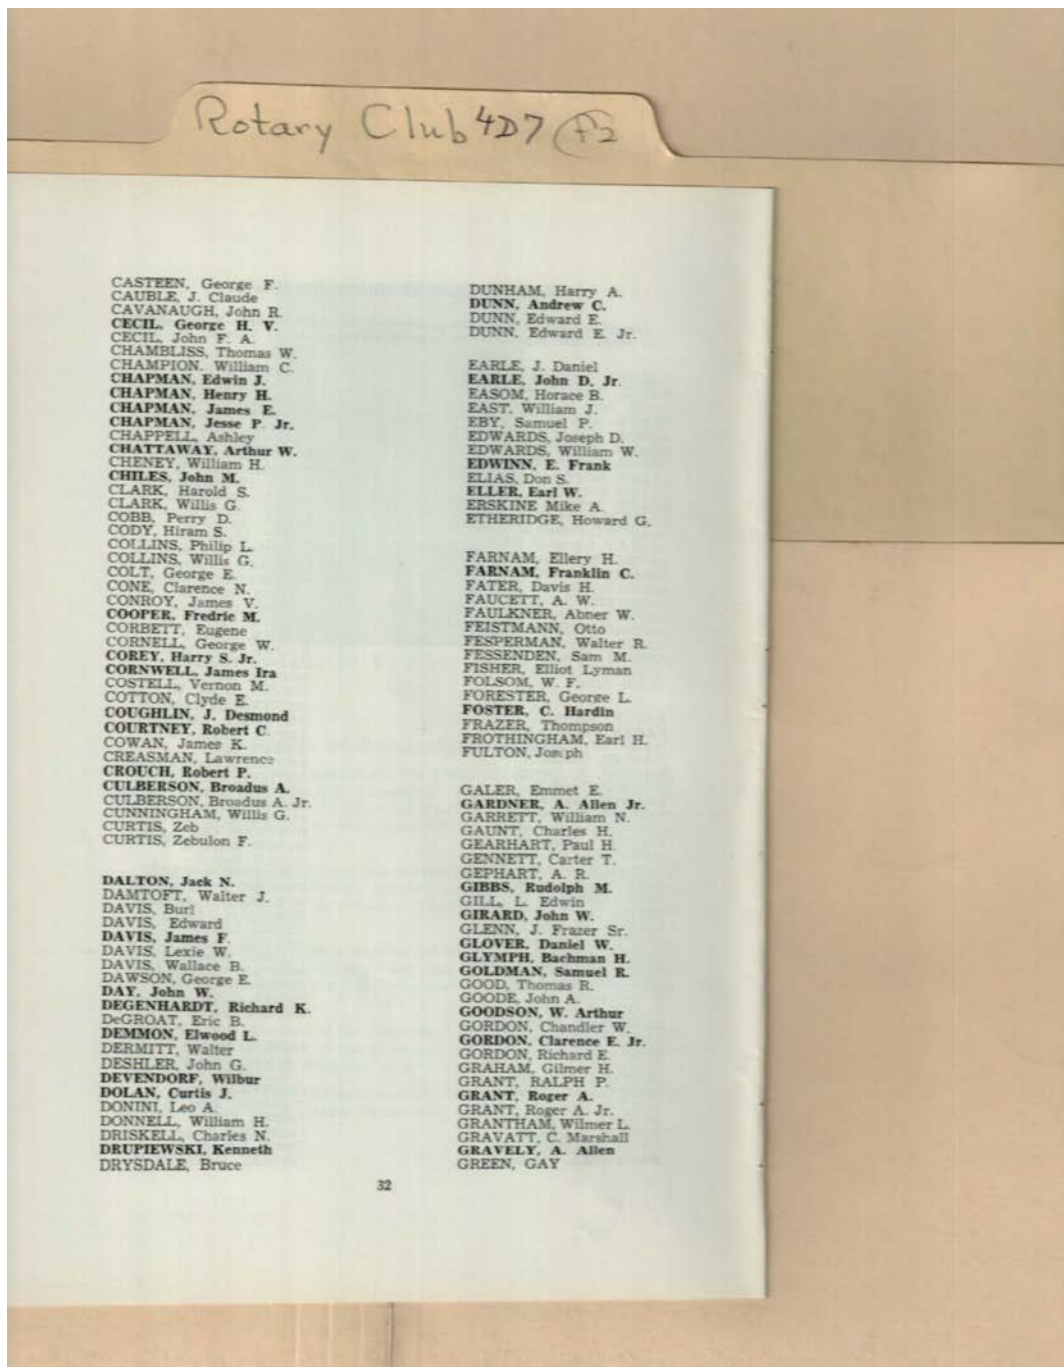 Rotary Club 4D7 P2
CASTEEN, George F.
CAUBLE, J. Claude
CAVANAUGH, John R.
CECIL, George H. V.
CECIL, John F. A.
CHAMBLISS, Thomas W.
CHAMPION. William C.
CHAPMAN, Edwin J.
CHAPMAN, Henry H.
CHAPMAN, James E.
CHAPMAN, Jesse P. Jr.
CHAPPELL, Ashley
CHATTAWAY, Arthur W.
CHENEY, William H.
CHILES, John M.
CLARK, Harold S.
CLARK, Willis G.
COBB, Perry D.
CODY, Hiram S.
COLLINS, Philip L.
COLLINS, Willis G.
COLT, George E.
CONE, Clarence N.
CONROY, James V.
COOPER, Fredric M.
CORBETT, Eugene
CORNELL, George W.
COREY, Harry S. Jr.
CORNWELL, James Ira
COSTELL, Vernon M.
COTTON, Clyde E.
COUGHLIN, J. Desmond
COURTNEY, Robert C.
COWAN, James K.
CREASMAN, Lawrence
CROUCH, Robert P.
CULBERSON, Broadus A.
CULBERSON, Broadus A. Jr.
CUNNINGHAM, Willis G.
CURTIS, Zeb
CURTIS, Zebulon F.
DALTON, Jack N.
DAMTOFT, Walter J.
DAVIS, Burl
DAVIS, Edward
DAVIS, James F.
DAVIS, Lexie W.
DAVIS, Wallace B.
DAWSON, George E.
DAY, John W.
DEGENHARDT, Richard K.
DeGROAT, Eric B.
DEMMON, Elwood L.
DERMITT, Walter
DESHLER, John G.
DEVENDORF, Wilbur
DOLAN, Curtis J.
DONINI, Leo A.
DONNELL, William H.
DRISKELL, Charles N.
DRUPIEWSKI, Kenneth
DRYSDALE, Bruce
DUNHAM, Harry A.
DUNN, Andrew C.
DUNN, Edward E.
DUNN, Edward E. Jr.
EARLE, J. Daniel
EARLE, John D. Jr.
EASOM, Horace B.
EAST, William J.
EBY, Samuel P.
EDWARDS, Joseph D.
EDWARDS, William W.
EDWINN, E. Frank
ELIAS, Don S.
ELLER, Earl W.
ERSKINE Mike A.
ETHERIDGE, Howard G.
FARNAM, Ellery H.
FARNAM, Franklin C.
FATER, Davis H.
FAUCETT, A. W.
FAULKNER, Abner W.
FEISTMANN, Otto
FESPERMAN, Walter R.
FESSENDEN, Sam M.
FISHER, Elliot Lyman
FOLSOM, W. F.
FORESTER, George L.
FOSTER, C. Hardin
FRAZER, Thompson
FROTHINGHAM, Earl H.
FULTON, Joseph
GALER, Emmet E.
GARDNER, A. Allen Jr.
GARRETT, William N.
GAUNT, Charles H.
GEARHART, Paul H.
GENNETT, Carter T.
GEPHART, A. R.
GIBBS, Rudolph M.
GILL, L. Edwin
GIRARD, John W.
GLENN, J. Frazer Sr.
GLOVER, Daniel W.
GLYMPH, Bachman H.
GOLDMAN, Samuel R.
GOOD, Thomas R.
GOODE, John A.
GOODSON, W. Arthur
GORDON, Chandler W.
GORDON, Clarence E. Jr.
GORDON, Richard E.
GRAHAM, Gilmer H.
GRANT, RALPH P.
GRANT, Roger A.
GRANT, Roger A. Jr.
GRANTHAM, Wilmer L.
GRAVATT, C. Marshall
GRAVELY, A. Allen
GREEN, GAY
32